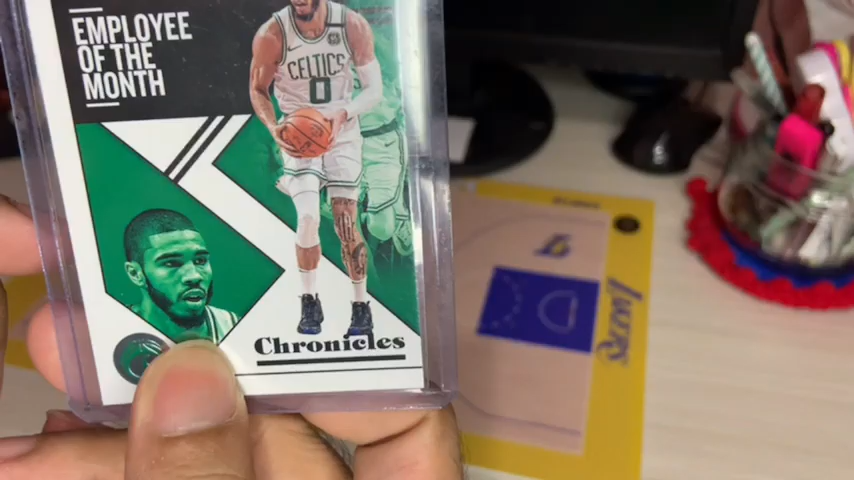 EMPLOYEE
OF THE
MONTH
CELTICS
0
Chronicles
LAKERS